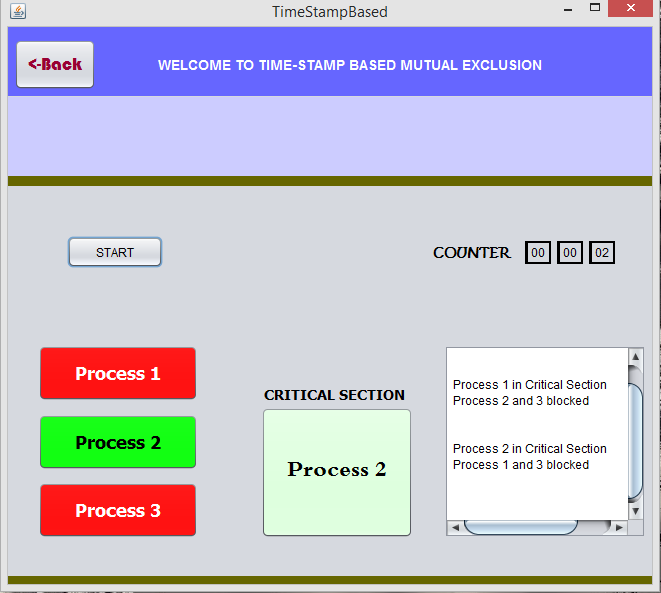 TimeStampBased
<-Back
WELCOME TO TIME-STAMP BASED MUTUAL EXCLUSION
START
COUNTER 00 00 02
Process 1
Process 2
Process 3
CRITICAL SECTION
Process 2
Process 1 in Critical Section
Process 2 and 3 blocked
Process 2 in Critical Section
Process 1 and 3 blocked